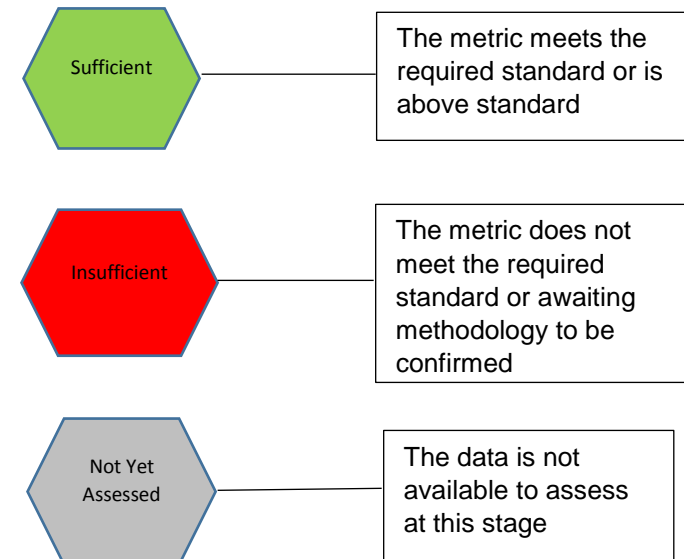 Sufficient
The metric meets the
required standard or is
above standard
Insufficient
The metric does not
meet the required
standard or awaiting
methodology to be
confirmed
Not Yet
Assessed
The data is not
available to assess
at this stage